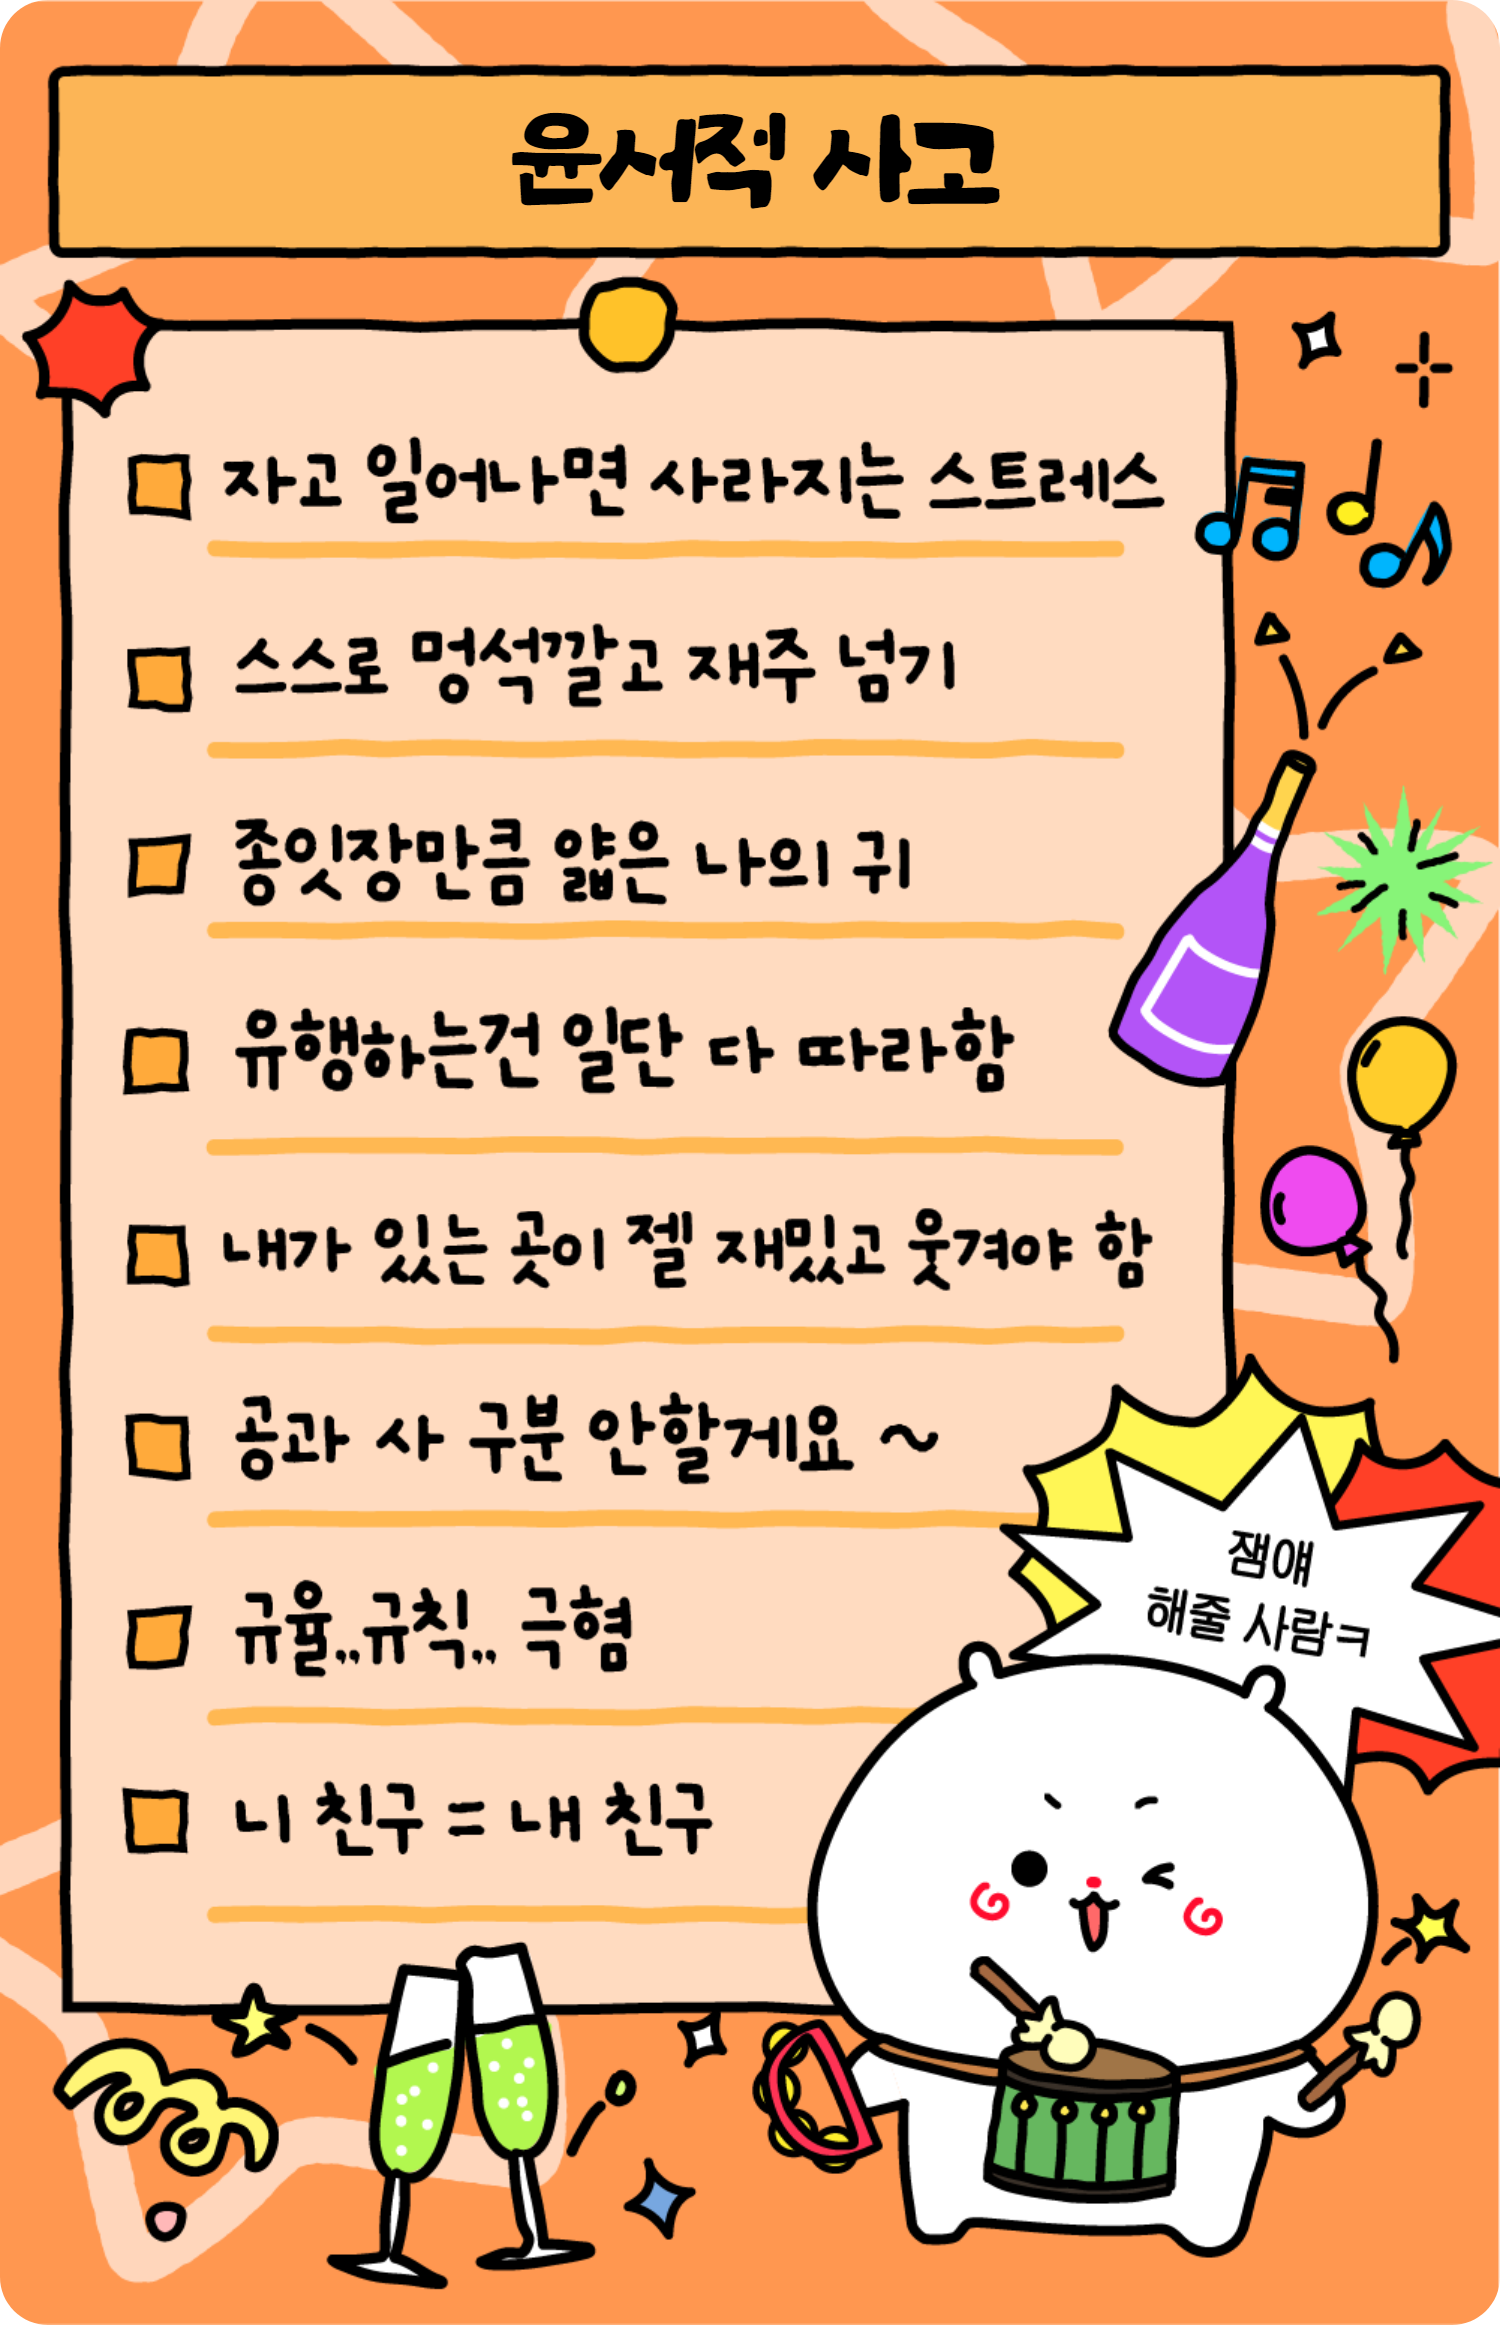 윤서적 사고
자고 일어나면 사라지는 스트레스
스스로 멍석깔고 재주 넘기
종잇장만큼 얇은 나의 귀
유행하는건 일단 다 따라함
내가 있는 곳이 젤 재밌고 웃겨야 함
공과 사 구분 안할게요 ~
규율,,규칙,, 극혐
니 친구 = 내 친구
잼얘
해줄 사람ㅋ